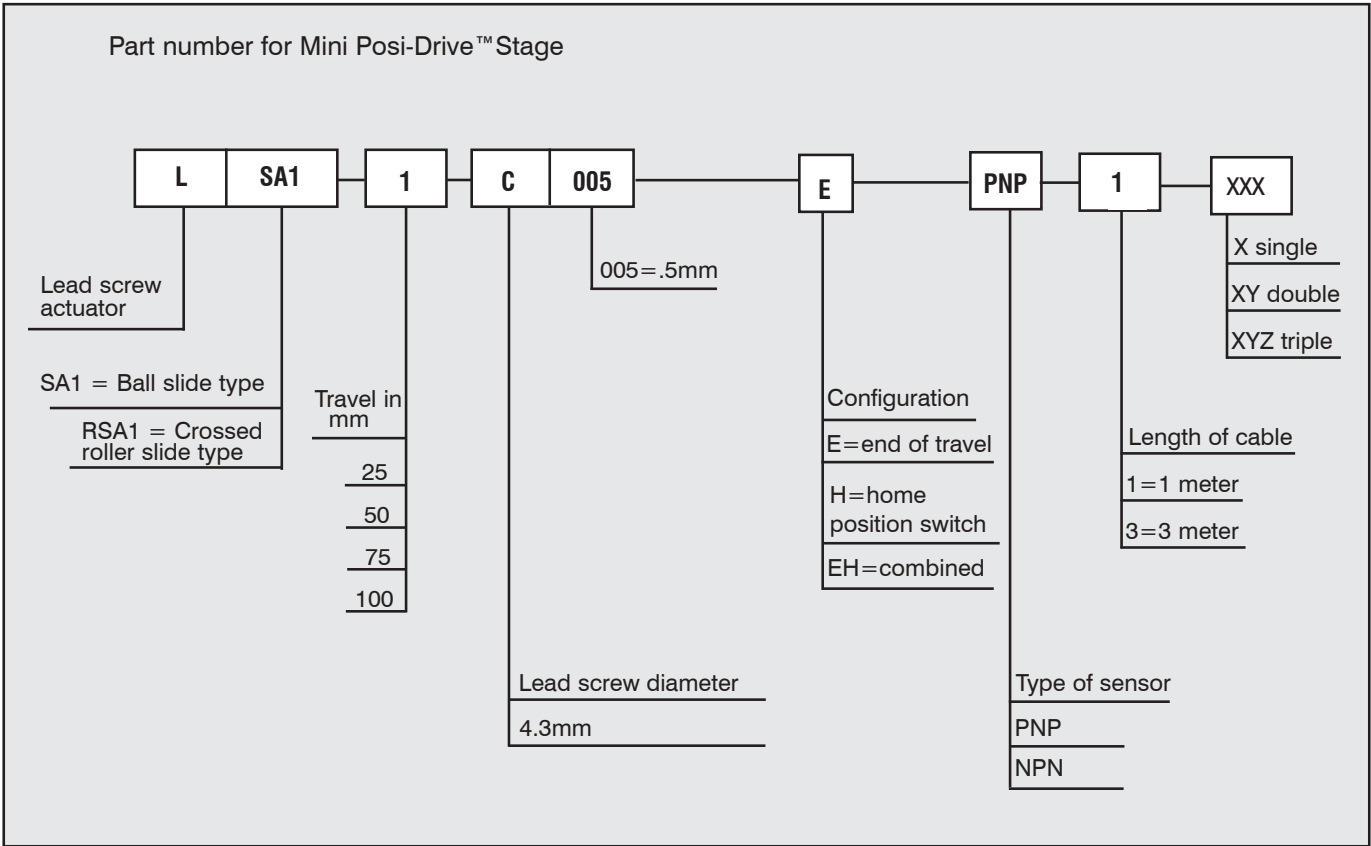 Part number for Mini Posi-Drive™Stage
L SA1 1 C 005 E PNP 1 XXX
Lead screw
actuator
SA1 = Ball slide type
RSA1 = Crossed
roller slide type
Travel in
mm
25
50
75
100
Lead screw diameter
4.3mm
005=.5mm
Configuration
E=end of travel
H=home
position switch
EH=combined
Type of sensor
PNP
NPN
Length of cable
1=1 meter
3=3 meter
X single
XY double
XYZ triple